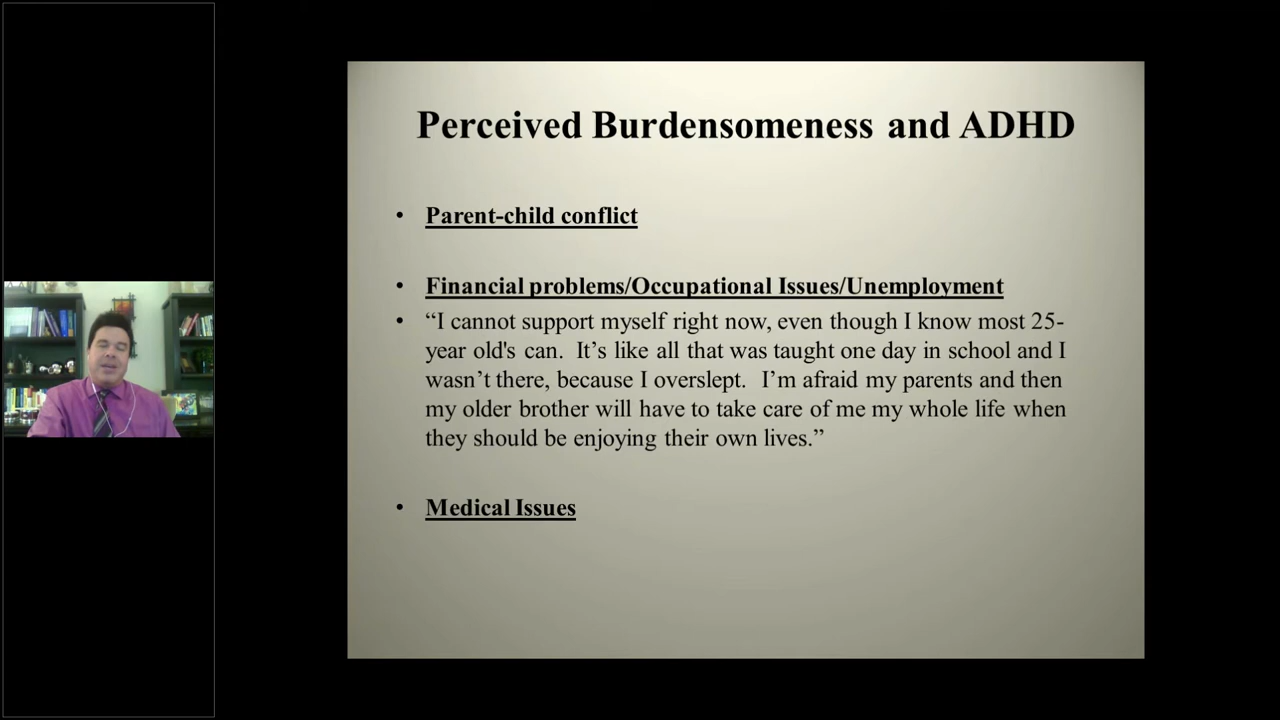 Perceived Burdensomeness and ADHD
• Parent-child conflict
• Financial problems/Occupational Issues/Unemployment
• “I cannot support myself right now, even though I know most 25-
year old's can.  It’s like all that was taught one day in school and I
wasn’t there, because I overslept.  I’m afraid my parents and then
my older brother will have to take care of me my whole life when
they should be enjoying their own lives.”
• Medical Issues